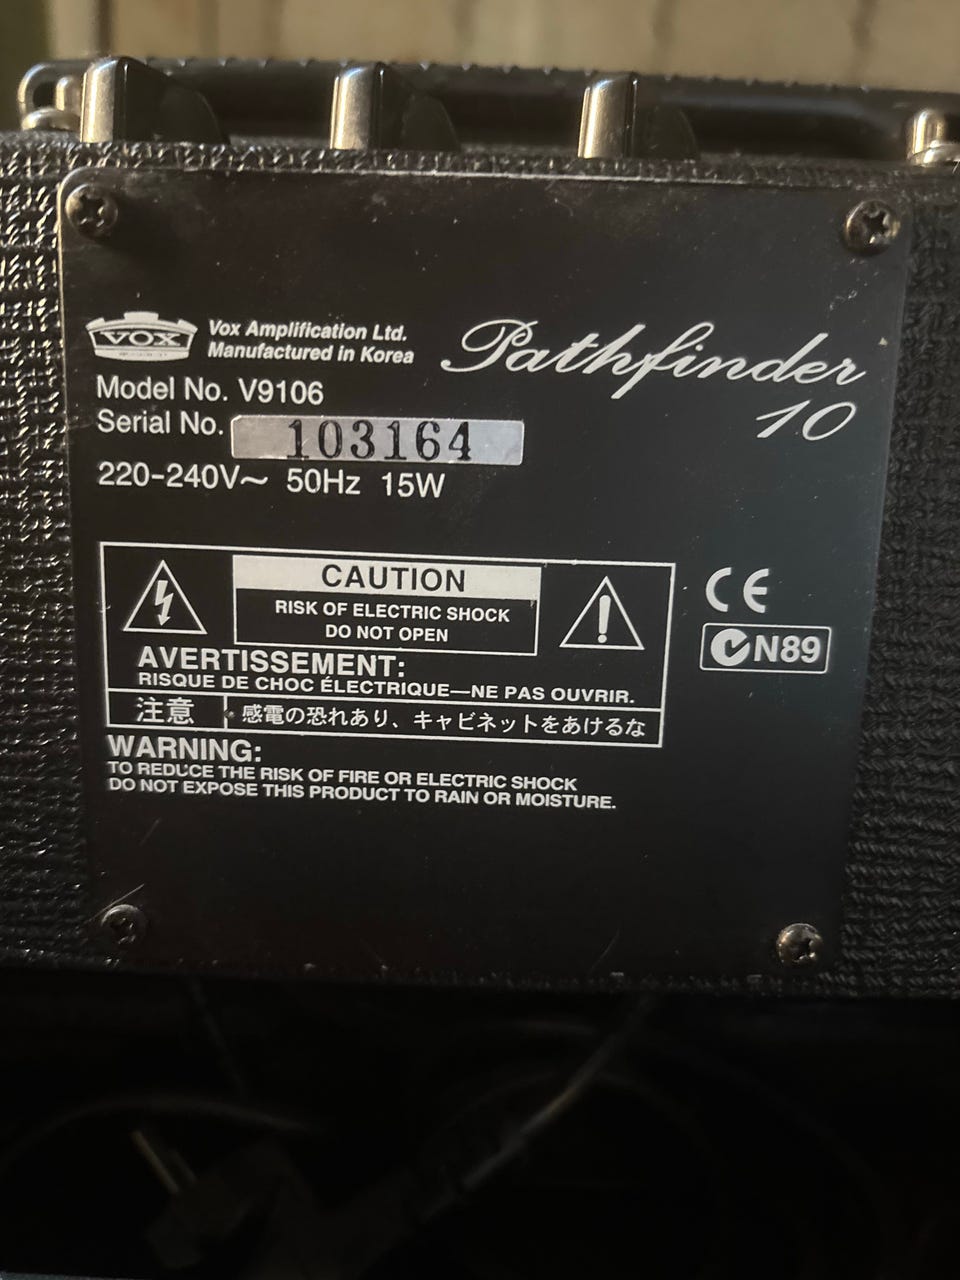 VOX
Vox Amplification Ltd.
Manufactured in Korea
Pathfinder
10
Model No. V9106
Serial No. 103164
220-240V~ 50Hz 15W
CAUTION
RISK OF ELECTRIC SHOCK
DO NOT OPEN
AVERTISSEMENT:
RISQUE DE CHOC ÉLECTRIQUE—NE PAS OUVRIR.
注意 感電の恐れあり、キャビネットをあけるな
WARNING:
TO REDUCE THE RISK OF FIRE OR ELECTRIC SHOCK
DO NOT EXPOSE THIS PRODUCT TO RAIN OR MOISTURE.
CE
N89